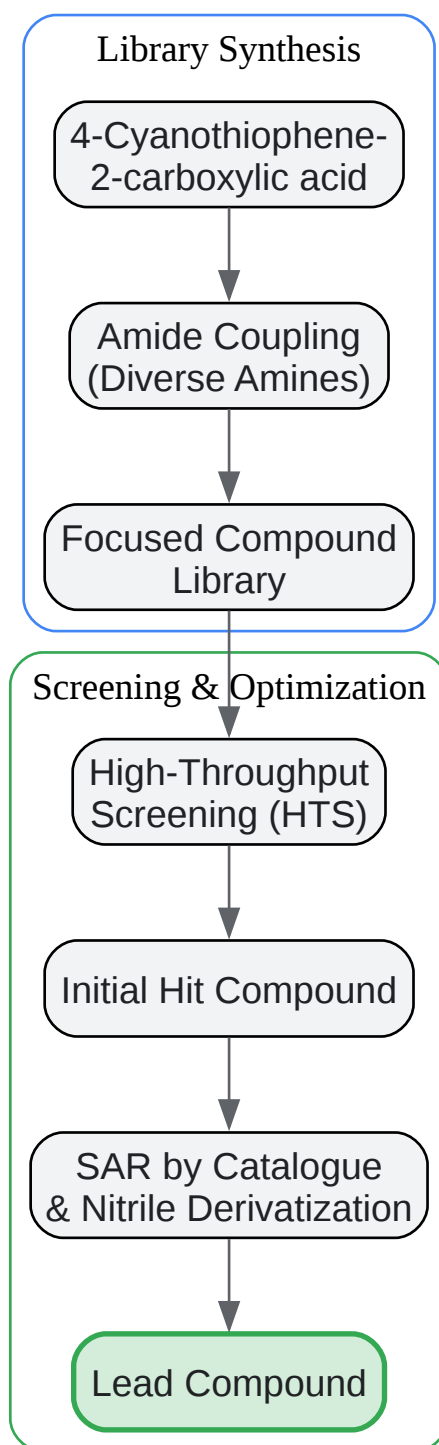 Library Synthesis
4-Cyanothiophene-
2-carboxylic acid
Amide Coupling
(Diverse Amines)
Focused Compound
Library
Screening & Optimization
High-Throughput
Screening (HTS)
Initial Hit Compound
SAR by Catalogue
& Nitrile Derivatization
Lead Compound